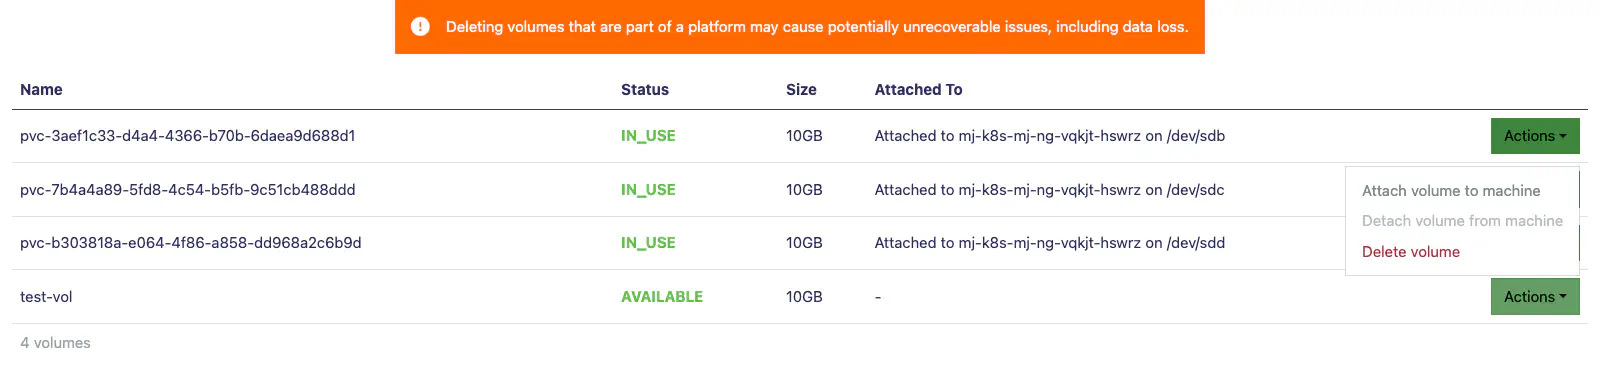 Deleting volumes that are part of a platform may cause potentially unrecoverable issues, including data loss.
Name Status Size Attached To
pvc-3aef1c33-d4a4-4366-b70b-6daea9d688d1 IN_USE 10GB Attached to mj-k8s-mj-ng-vqkjt-hswrz on /dev/sdb Actions
pvc-7b4a4a89-5fd8-4c54-b5fb-9c51cb488ddd IN_USE 10GB Attached to mj-k8s-mj-ng-vqkjt-hswrz on /dev/sdc
Attach volume to machine
Detach volume from machine
pvc-b303818a-e064-4f86-a858-dd968a2c6b9d IN_USE 10GB Attached to mj-k8s-mj-ng-vqkjt-hswrz on /dev/sdd
Delete volume
test-vol AVAILABLE 10GB - Actions
4 volumes